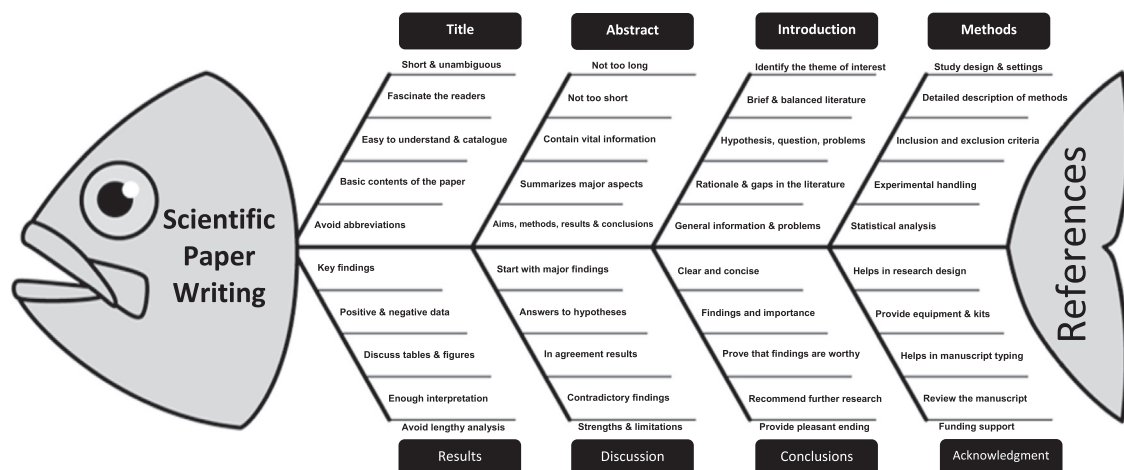 Title
Abstract
Introduction
Methods
Short & unambiguous
Fascinate the readers
Easy to understand & catalogue
Basic contents of the paper
Avoid abbreviations
Not too long
Not too short
Contain vital information
Summarizes major aspects
Aims, methods, results & conclusions
Identify the theme of interest
Brief & balanced literature
Hypothesis, question, problems
Rationale & gaps in the literature
General information & problems
Study design & settings
Detailed description of methods
Inclusion and exclusion criteria
Experimental handling
Statistical analysis
Scientific
Paper
Writing
References
Key findings
Positive & negative data
Discuss tables & figures
Enough interpretation
Avoid lengthy analysis
Start with major findings
Answers to hypotheses
In agreement results
Contradictory findings
Strengths & limitations
Clear and concise
Findings and importance
Prove that findings are worthy
Recommend further research
Provide pleasant ending
Helps in research design
Provide equipment & kits
Helps in manuscript typing
Review the manuscript
Funding support
Results
Discussion
Conclusions
Acknowledgment